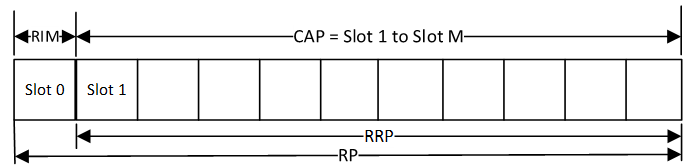 RIM
CAP = Slot 1 to Slot M
Slot 0
Slot 1
RRP
RP